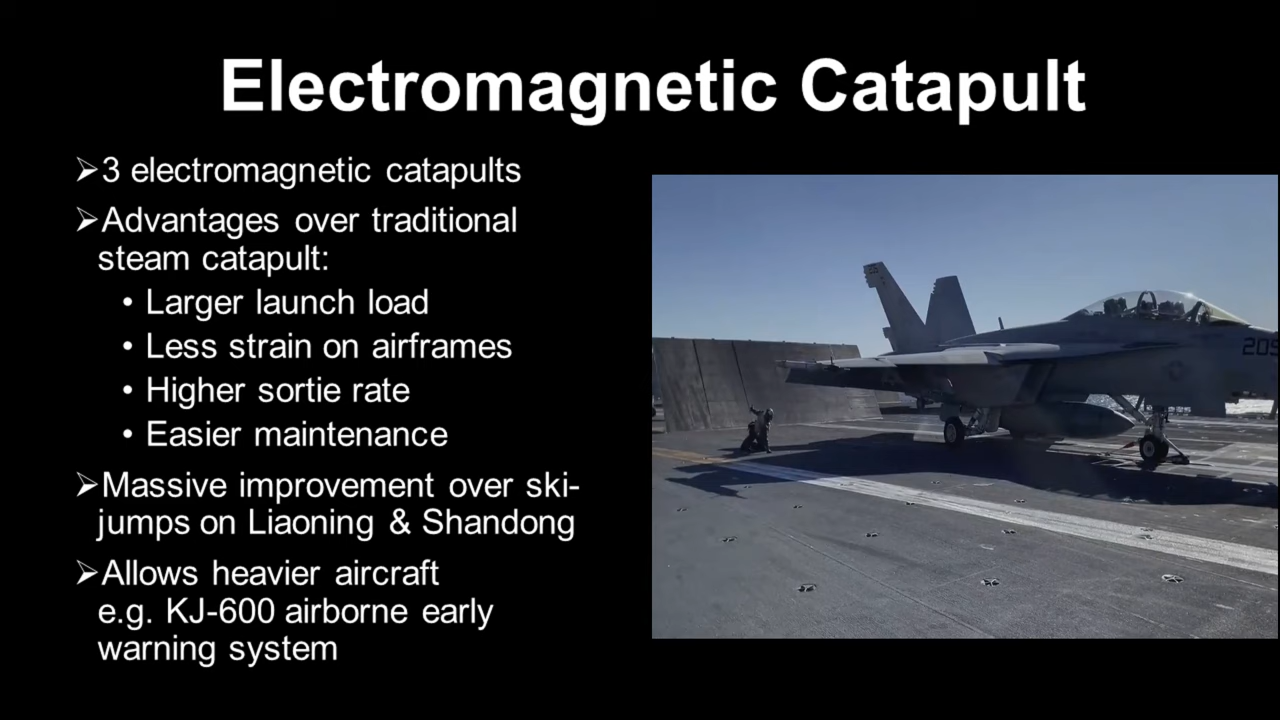 Electromagnetic Catapult
➢3 electromagnetic catapults
➢Advantages over traditional
steam catapult:
• Larger launch load
• Less strain on airframes
• Higher sortie rate
• Easier maintenance
➢Massive improvement over ski-
jumps on Liaoning & Shandong
➢Allows heavier aircraft
e.g. KJ-600 airborne early
warning system
209